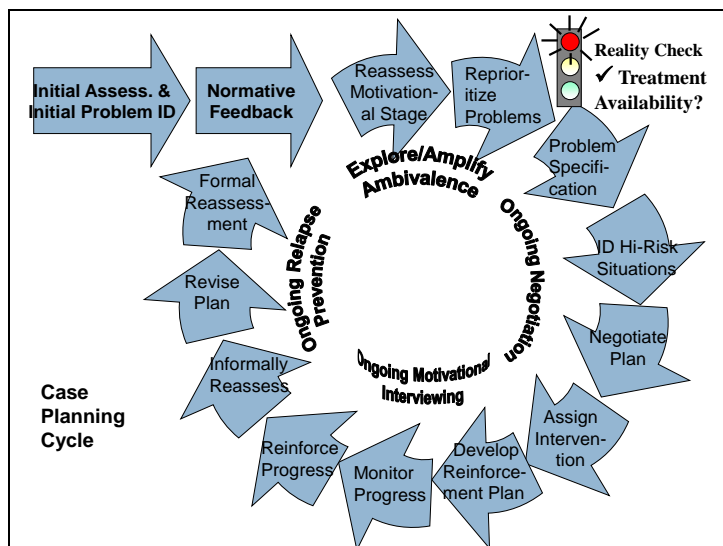 Initial Assess. &
Initial Problem ID
Normative
Feedback
Reassess
Motivation-
al Stage
Reprior-
itize
Problems
Reality Check
✓ Treatment
Availability?
Problem
Specifi-
cation
ID Hi-Risk
Situations
Negotiate
Plan
Assign
Interven-
tion
Develop
Reinforce-
ment Plan
Monitor
Progress
Reinforce
Progress
Informally
Reassess
Revise
Plan
Formal
Reassess-
ment
Explore/Amplify
Ambivalence
Ongoing Negotiation
Ongoing Motivational
Interviewing
Ongoing Relapse
Prevention
Case
Planning
Cycle